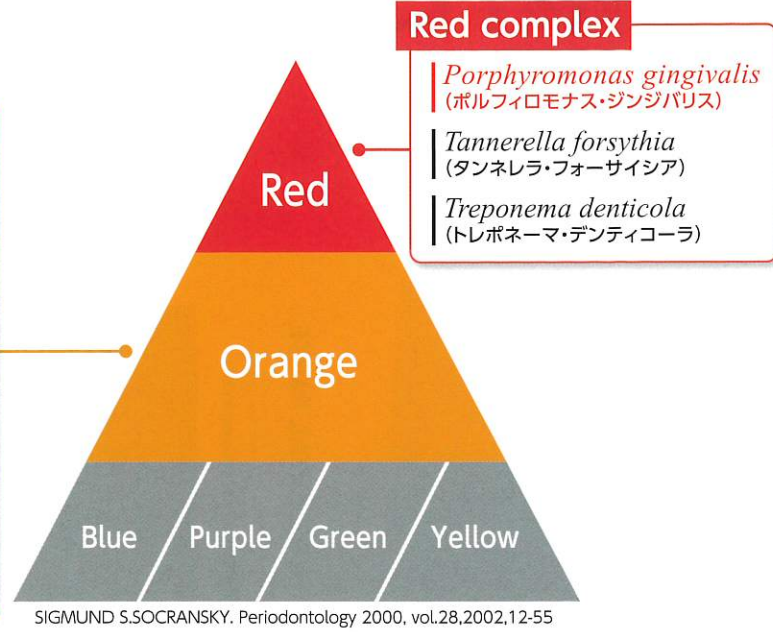 Red complex
Porphyromonas gingivalis
(ポルフィロモナス・ジンジバリス)
Tannerella forsythia
(タンネレラ・フォーサイシア)
Treponema denticola
(トレポネーマ・デンティコーラ)
Red
Orange
Blue
Purple
Green
Yellow
SIGMUND S.SOCRANSKY. Periodontology 2000, vol.28,2002,12-55